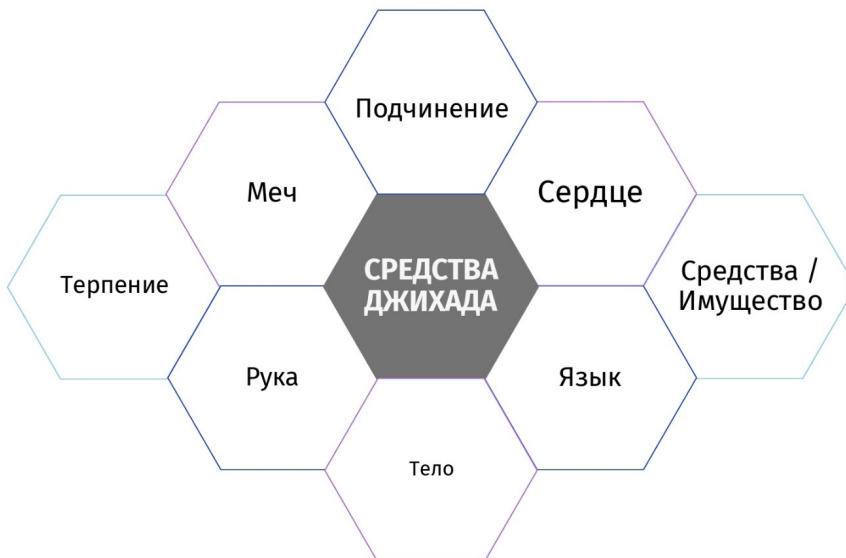 Подчинение
Меч
Сердце
Терпение
СРЕДСТВА
ДЖИХАДА
Средства /
Имущество
Рука
Язык
Тело